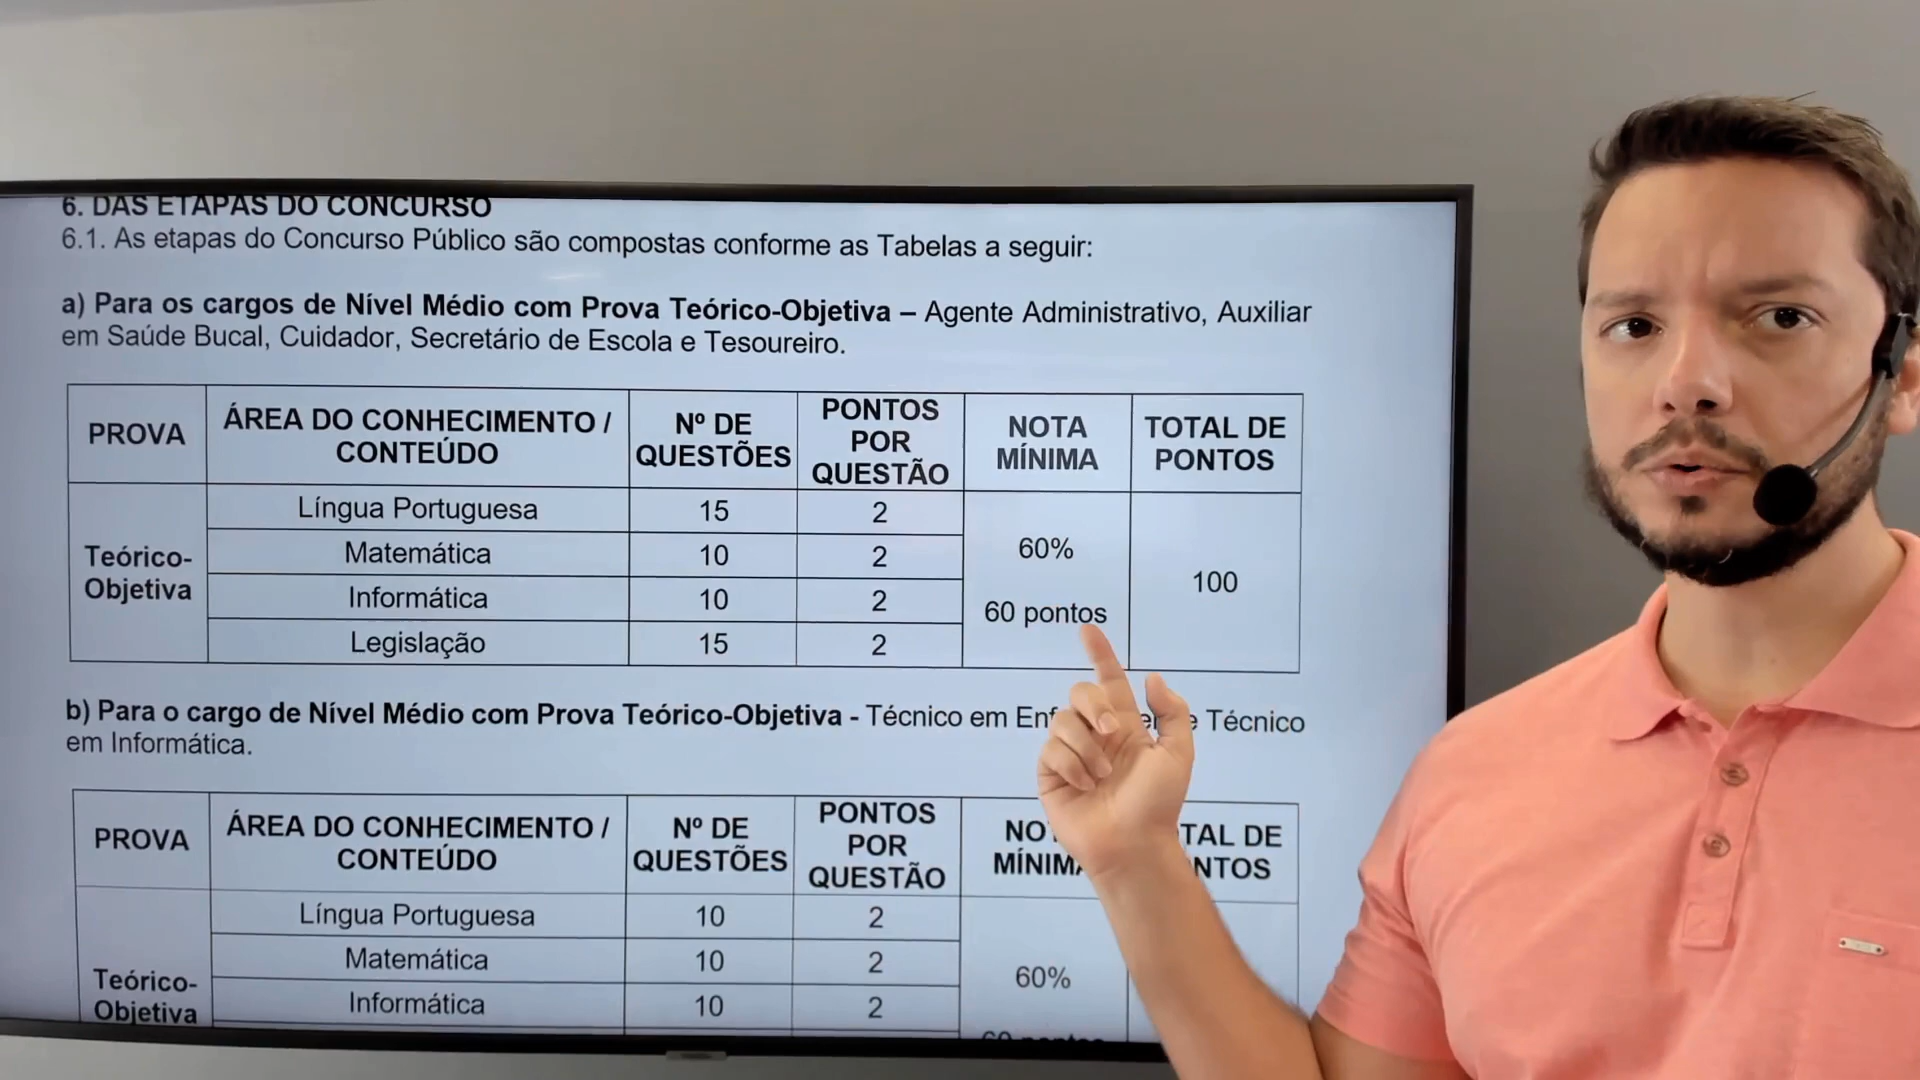 6. DAS ETAPAS DO CONCURSO
6.1. As etapas do Concurso Público são compostas conforme as Tabelas a seguir:
a) Para os cargos de Nível Médio com Prova Teórico-Objetiva – Agente Administrativo, Auxiliar
em Saúde Bucal, Cuidador, Secretário de Escola e Tesoureiro.
PROVA ÁREA DO CONHECIMENTO / CONTEÚDO Nº DE QUESTÕES PONTOS POR QUESTÃO NOTA MÍNIMA TOTAL DE PONTOS
Teórico-Objetiva
Língua Portuguesa 15 2
Matemática 10 2
Informática 10 2
Legislação 15 2
60%
60 pontos
100
b) Para o cargo de Nível Médio com Prova Teórico-Objetiva - Técnico em Técnico
em Informática.
PROVA ÁREA DO CONHECIMENTO / CONTEÚDO Nº DE QUESTÕES PONTOS POR QUESTÃO DE
Teórico-Objetiva
Língua Portuguesa 10 2
Matemática 10 2
Informática 10 2
60%